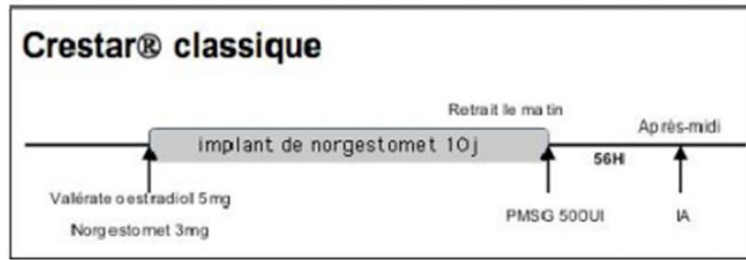 Crestar® classique
Retrait le matin
Après-midi
implant de norgestomet 10j
56H
Valérate oestradioll 5mg
Norgestomet 3mg
PMSG 500UI
IA